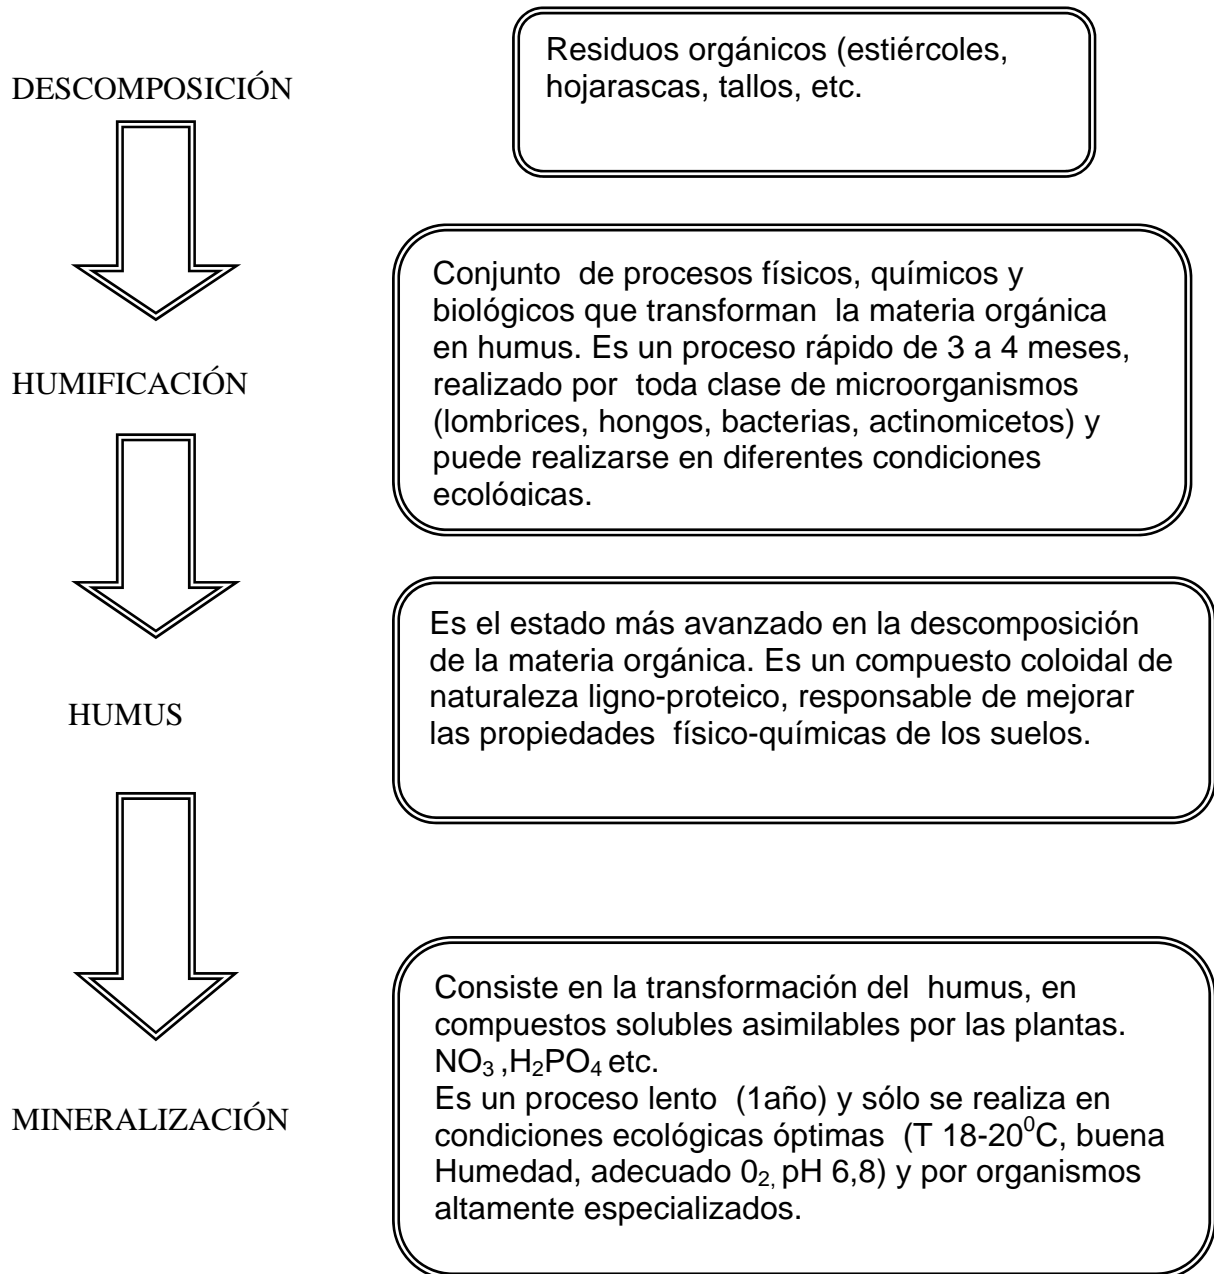 Residuos orgánicos (estiércoles,
hojarascas, tallos, etc.
DESCOMPOSICIÓN
Conjunto de procesos físicos, químicos y
biológicos que transforman la materia orgánica
en humus. Es un proceso rápido de 3 a 4 meses,
realizado por toda clase de microorganismos
(lombrices, hongos, bacterias, actinomicetos) y
puede realizarse en diferentes condiciones
ecológicas.
HUMIFICACIÓN
Es el estado más avanzado en la descomposición
de la materia orgánica. Es un compuesto coloidal de
naturaleza ligno-proteico, responsable de mejorar
las propiedades físico-químicas de los suelos.
HUMUS
Consiste en la transformación del humus, en
compuestos solubles asimilables por las plantas.
NO₃ ,H₂PO₄ etc.
Es un proceso lento (1año) y sólo se realiza en
condiciones ecológicas óptimas (T 18-20⁰C, buena
Humedad, adecuado 0₂, pH 6,8) y por organismos
altamente especializados.
MINERALIZACIÓN